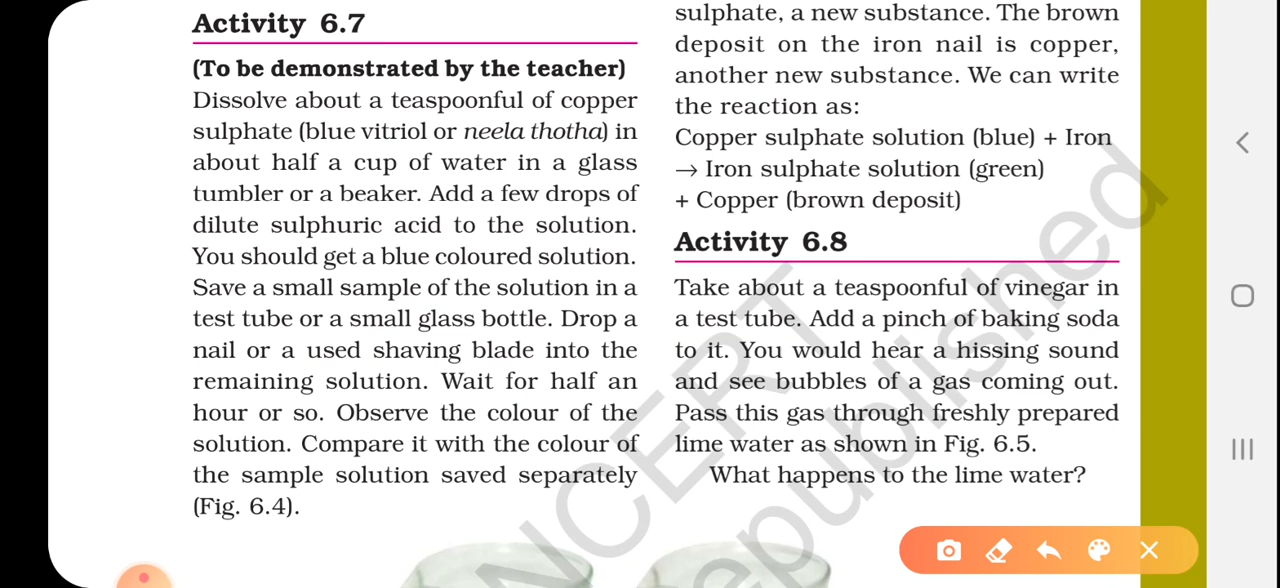 Activity 6.7
(To be demonstrated by the teacher)
Dissolve about a teaspoonful of copper
sulphate (blue vitriol or neela thotha) in
about half a cup of water in a glass
tumbler or a beaker. Add a few drops of
dilute sulphuric acid to the solution.
You should get a blue coloured solution.
Save a small sample of the solution in a
test tube or a small glass bottle. Drop a
nail or a used shaving blade into the
remaining solution. Wait for half an
hour or so. Observe the colour of the
solution. Compare it with the colour of
the sample solution saved separately
(Fig. 6.4).
sulphate, a new substance. The brown
deposit on the iron nail is copper,
another new substance. We can write
the reaction as:
Copper sulphate solution (blue) + Iron
→ Iron sulphate solution (green)
+ Copper (brown deposit)
Activity 6.8
Take about a teaspoonful of vinegar in
a test tube. Add a pinch of baking soda
to it. You would hear a hissing sound
and see bubbles of a gas coming out.
Pass this gas through freshly prepared
lime water as shown in Fig. 6.5.
What happens to the lime water?
NCERT
epublished